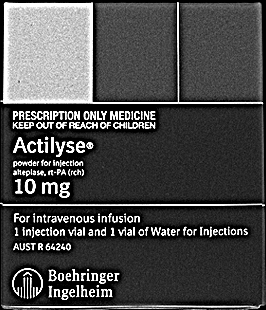 PRESCRIPTION ONLY MEDICINE
KEEP OUT OF REACH OF CHILDREN
Actilyse®
powder for injection
alteplase, rt-PA (rch)
10 mg
For intravenous infusion
1 injection vial and 1 vial of Water for Injections
AUST R 64240
Boehringer
Ingelheim